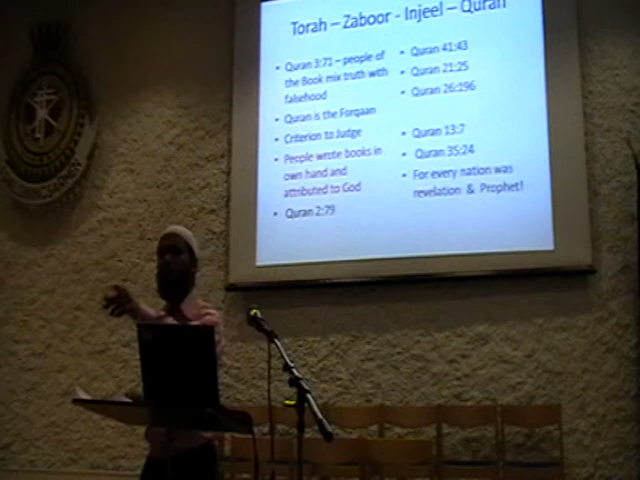 Torah – Zaboor - Injeel – Quran
• Quran 3:71 – people of
the Book mix truth with
falsehood
• Quran is the Forqaan
• Criterion to Judge
• People wrote books in
own hand and
attributed to God
• Quran 2:79
• Quran 41:43
• Quran 21:25
• Quran 26:196
• Quran 13:7
• Quran 35:24
• For every nation was
revelation & Prophet!